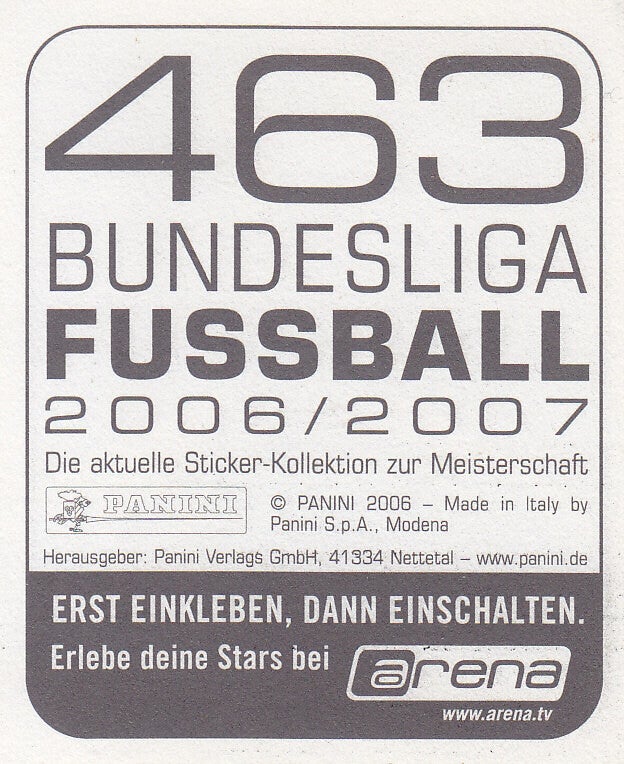 463
BUNDESLIGA
FUSSBALL
2006/2007
Die aktuelle Sticker-Kollektion zur Meisterschaft
PANINI
© PANINI 2006 – Made in Italy by
Panini S.p.A., Modena
Herausgeber: Panini Verlags GmbH, 41334 Nettetal – www.panini.de
ERST EINKLEBEN, DANN EINSCHALTEN.
Erlebe deine Stars bei arena
www.arena.tv